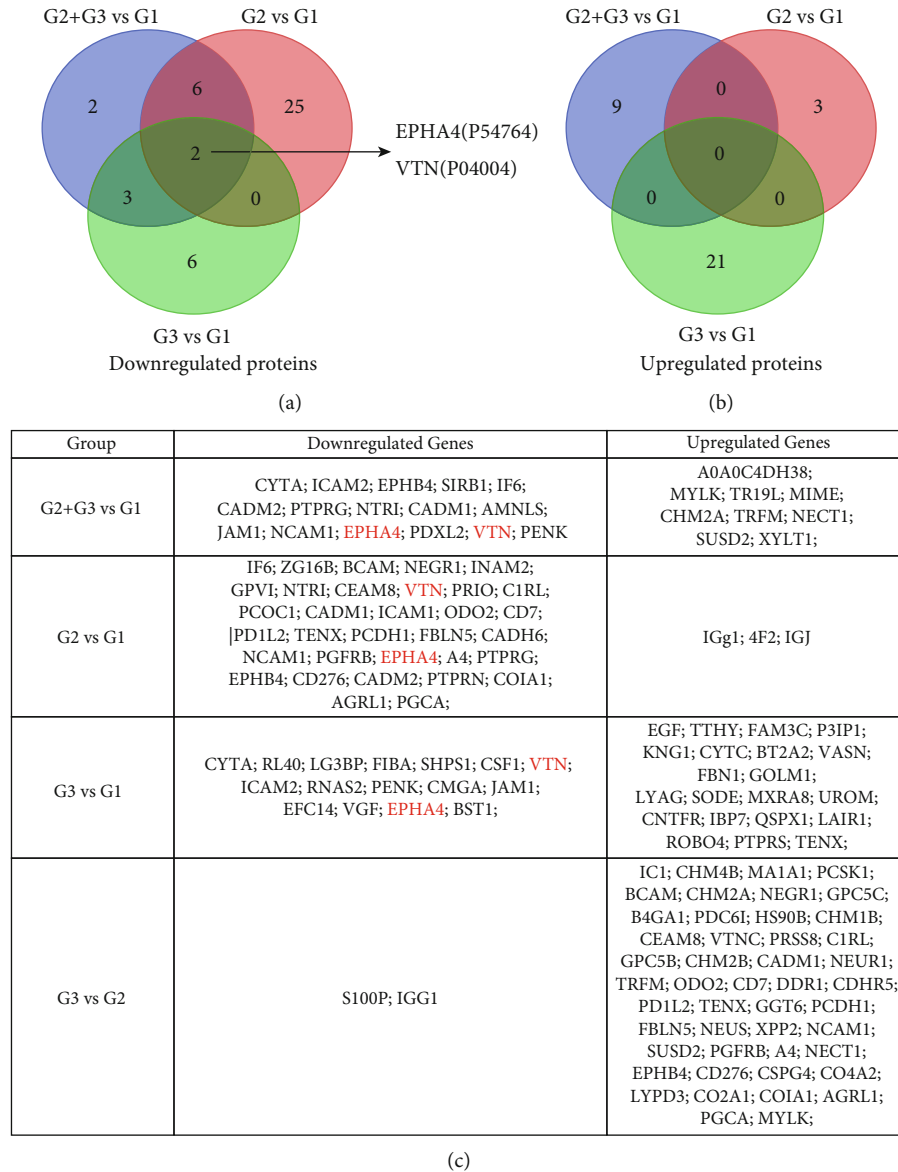 G2+G3 vs G1
G2 vs G1
2
6
25
2
3
0
6
EPHA4(P54764)
VTN(P04004)
G3 vs G1
Downregulated proteins
(a)
G2+G3 vs G1
G2 vs G1
9
0
3
0
0
0
21
G3 vs G1
Upregulated proteins
(b)
Group
Downregulated Genes
Upregulated Genes
G2+G3 vs G1
CYTA; ICAM2; EPHB4; SIRB1; IF6;
CADM2; PTPRG; NTRI; CADM1; AMNLS;
JAM1; NCAM1; EPHA4; PDXL2; VTN; PENK
A0A0C4DH38;
MYLK; TR19L; MIME;
CHM2A; TRFM; NECT1;
SUSD2; XYLT1;
G2 vs G1
IF6; ZG16B; BCAM; NEGR1; INAM2;
GPVI; NTRI; CEAM8; VTN; PRIO; C1RL;
PCOC1; CADM1; ICAM1; ODO2; CD7;
|PD1L2; TENX; PCDH1; FBLN5; CADH6;
NCAM1; PGFRB; EPHA4; A4; PTPRG;
EPHB4; CD276; CADM2; PTPRN; COIA1;
AGRL1; PGCA;
IGg1; 4F2; IGJ
G3 vs G1
CYTA; RL40; LG3BP; FIBA; SHPS1; CSF1; VTN;
ICAM2; RNAS2; PENK; CMGA; JAM1;
EFC14; VGF; EPHA4; BST1;
EGF; TTHY; FAM3C; P3IP1;
KNG1; CYTC; BT2A2; VASN;
FBN1; GOLM1;
LYAG; SODE; MXRA8; UROM;
CNTFR; IBP7; QSPX1; LAIR1;
ROBO4; PTPRS; TENX;
G3 vs G2
S100P; IGG1
IC1; CHM4B; MA1A1; PCSK1;
BCAM; CHM2A; NEGR1; GPC5C;
B4GA1; PDC6I; HS90B; CHM1B;
CEAM8; VTNC; PRSS8; C1RL;
GPC5B; CHM2B; CADM1; NEUR1;
TRFM; ODO2; CD7; DDR1; CDHR5;
PD1L2; TENX; GGT6; PCDH1;
FBLN5; NEUS; XPP2; NCAM1;
SUSD2; PGFRB; A4; NECT1;
EPHB4; CD276; CSPG4; CO4A2;
LYPD3; CO2A1; COIA1; AGRL1;
PGCA; MYLK;
(c)